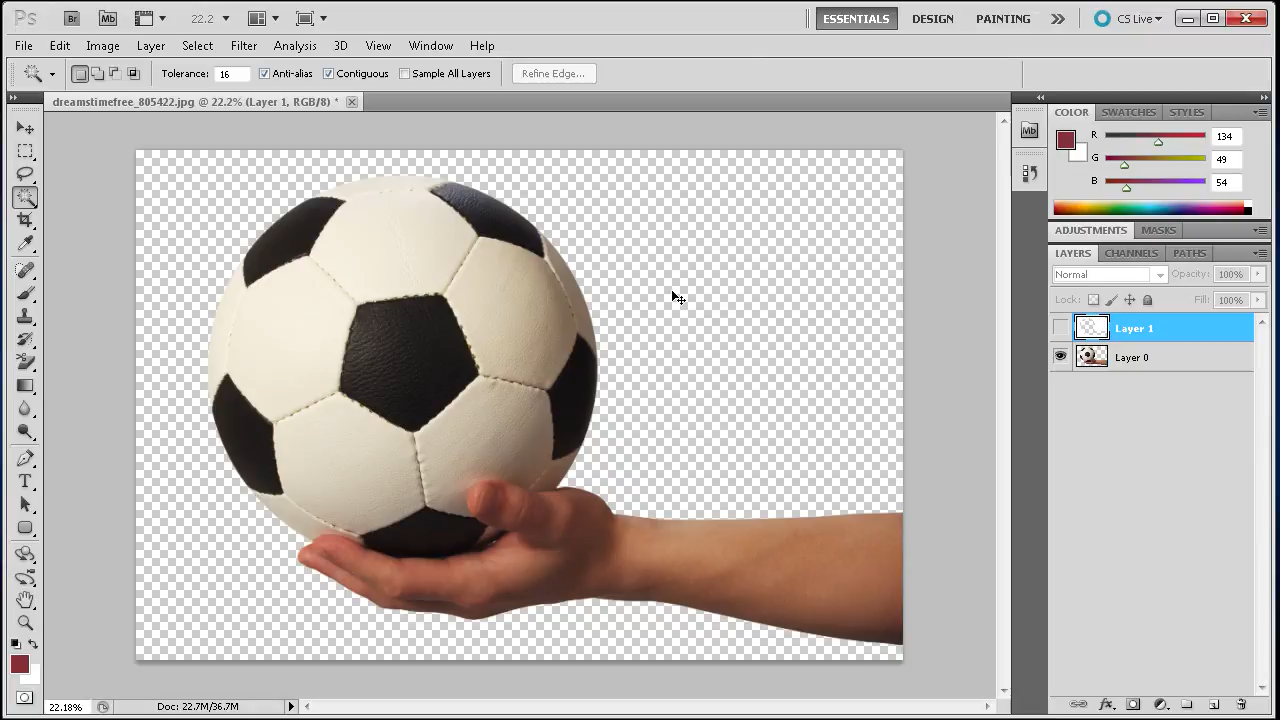 Ps Br Mb 22.2 ESSENTIALS DESIGN PAINTING CS Live
File Edit Image Layer Select Filter Analysis 3D View Window Help
Tolerance: 16 Anti-alias Contiguous Sample All Layers Refine Edge...
dreamstimefree_805422.jpg @ 22.2% (Layer 1, RGB/8) *
COLOR SWATCHES STYLES
Mb
R 134
G 49
B 54
ADJUSTMENTS MASKS
LAYERS CHANNELS PATHS
Normal Opacity: 100%
Lock: Fill: 100%
Layer 1
Layer 0
T
22.18% Doc: 22.7M/36.7M
fx